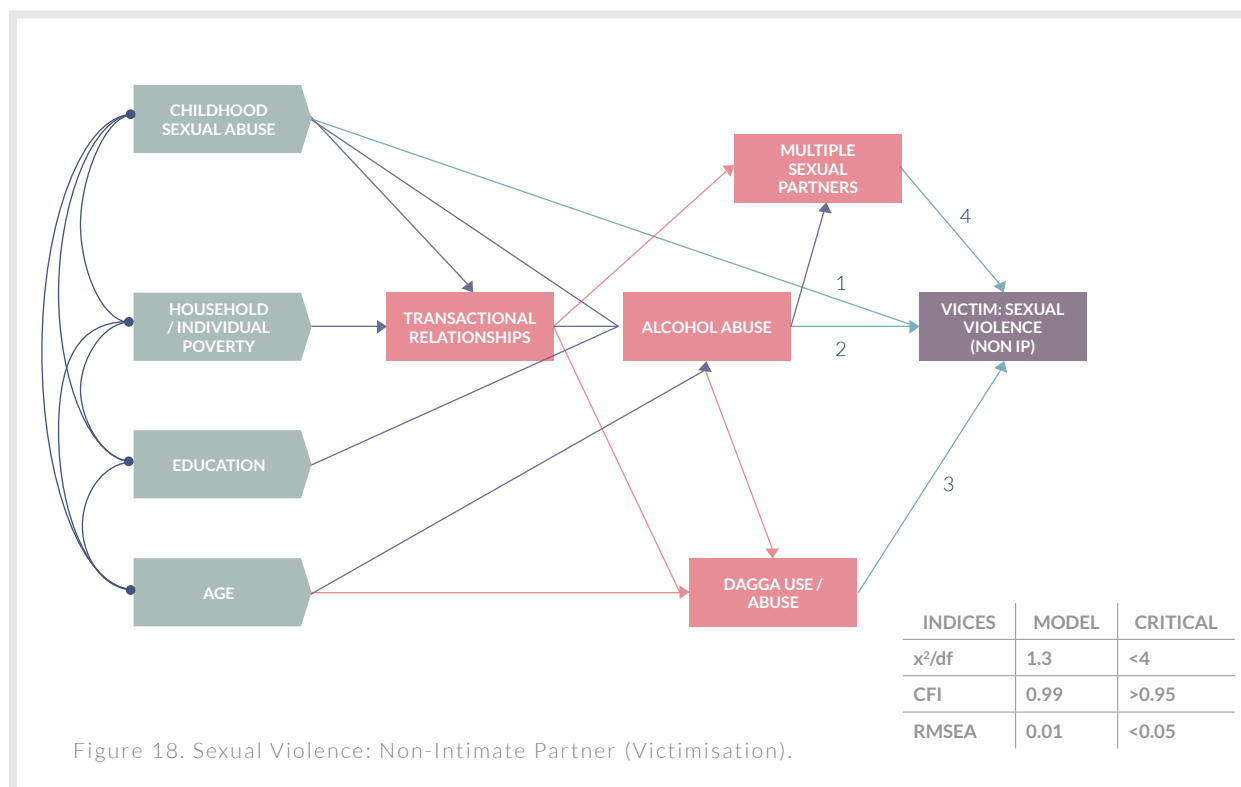 CHILDHOOD
SEXUAL ABUSE
MULTIPLE
SEXUAL
PARTNERS
4
1
HOUSEHOLD
/ INDIVIDUAL
POVERTY
TRANSACTIONAL
RELATIONSHIPS
ALCOHOL ABUSE
VICTIM: SEXUAL
VIOLENCE
(NON IP)
2
EDUCATION
3
AGE
DAGGA USE /
ABUSE
INDICES MODEL CRITICAL
x²/df 1.3 <4
CFI 0.99 >0.95
RMSEA 0.01 <0.05
Figure 18. Sexual Violence: Non-Intimate Partner (Victimisation).